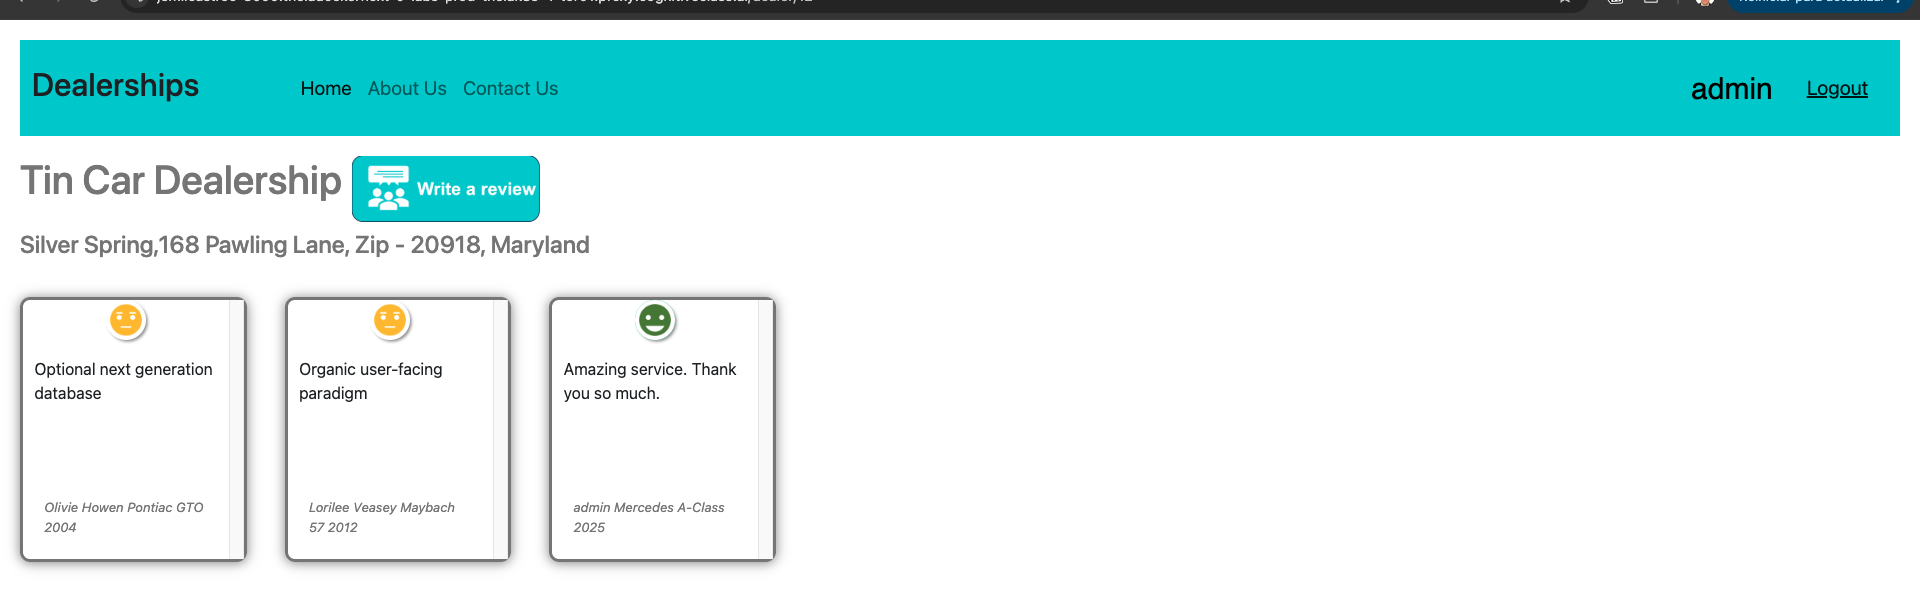 Dealerships
Home About Us Contact Us
admin Logout
Tin Car Dealership
Write a review
Silver Spring,168 Pawling Lane, Zip - 20918, Maryland
Optional next generation
database
Olivie Howen Pontiac GTO
2004
Organic user-facing
paradigm
Lorilee Veasey Maybach
57 2012
Amazing service. Thank
you so much.
admin Mercedes A-Class
2025